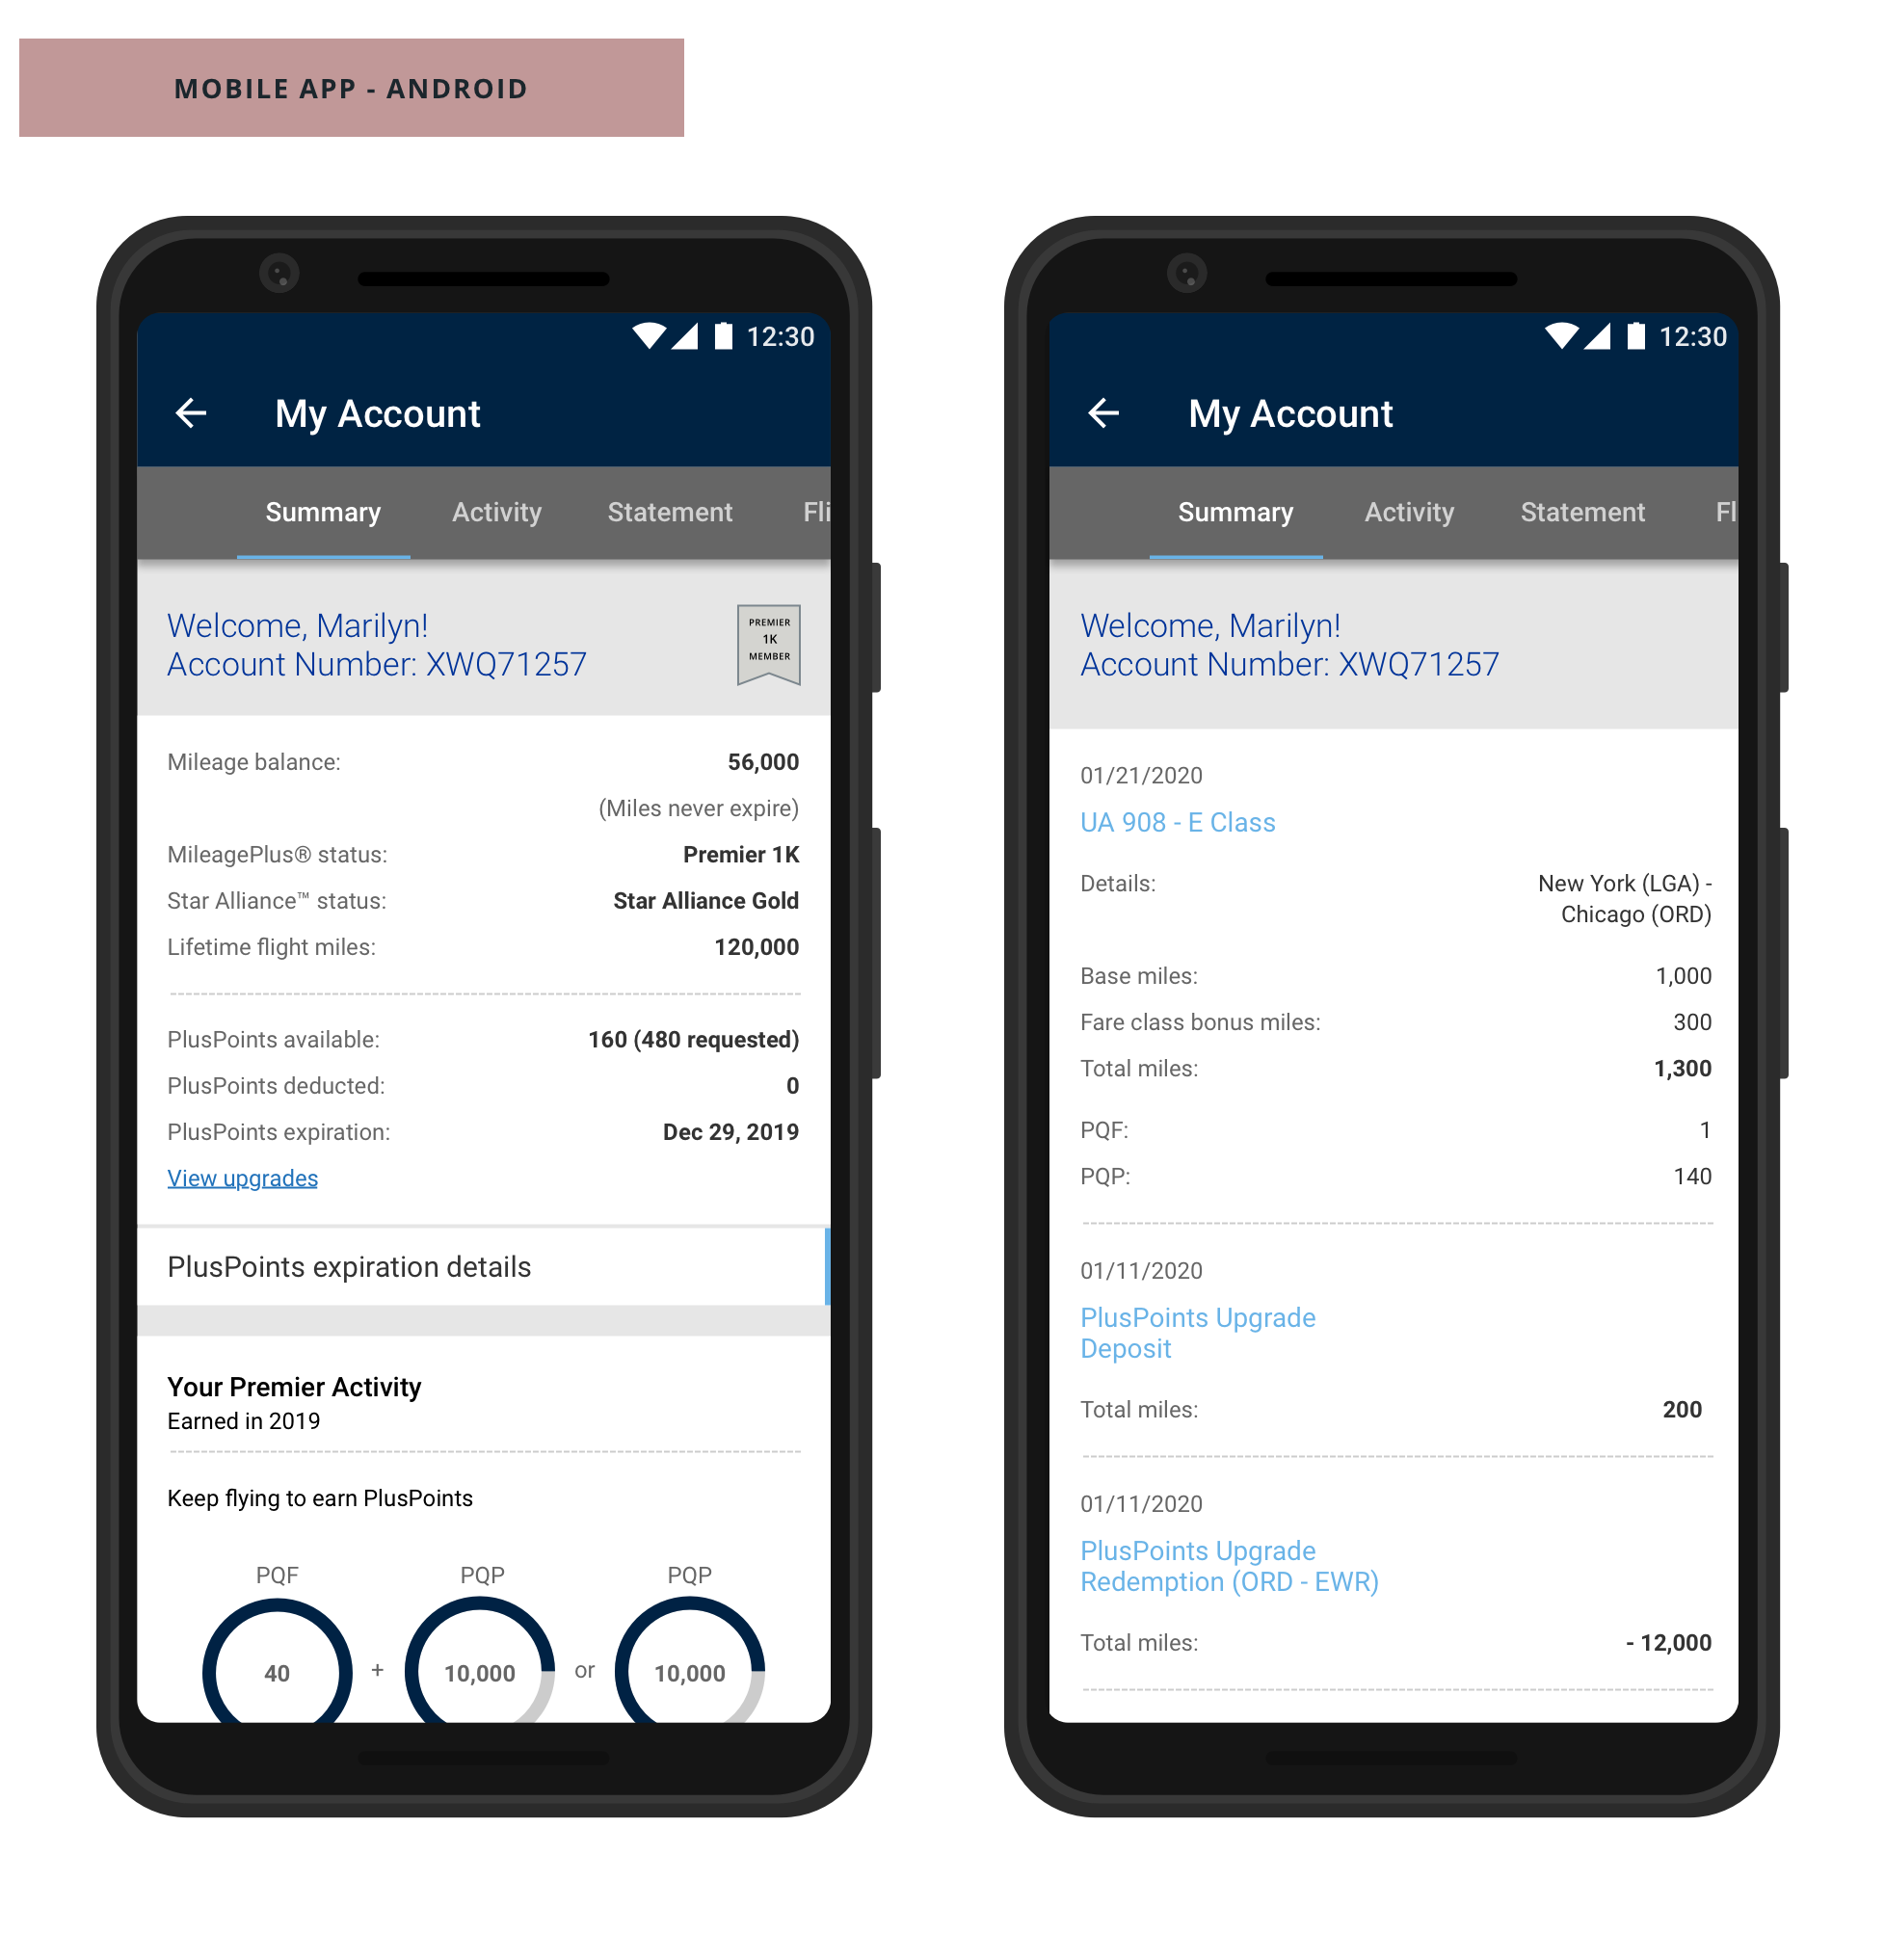 MOBILE APP - ANDROID
12:30
My Account
Summary Activity Statement Fli
Welcome, Marilyn!
Account Number: XWQ71257
PREMIER
1K
MEMBER
Mileage balance: 56,000
(Miles never expire)
MileagePlus® status: Premier 1K
Star Alliance™ status: Star Alliance Gold
Lifetime flight miles: 120,000
PlusPoints available: 160 (480 requested)
PlusPoints deducted: 0
PlusPoints expiration: Dec 29, 2019
View upgrades
PlusPoints expiration details
Your Premier Activity
Earned in 2019
Keep flying to earn PlusPoints
PQF PQP PQP
40 + 10,000 or 10,000
12:30
My Account
Summary Activity Statement Fl
Welcome, Marilyn!
Account Number: XWQ71257
01/21/2020
UA 908 - E Class
Details: New York (LGA) -
Chicago (ORD)
Base miles: 1,000
Fare class bonus miles: 300
Total miles: 1,300
PQF: 1
PQP: 140
01/11/2020
PlusPoints Upgrade
Deposit
Total miles: 200
01/11/2020
PlusPoints Upgrade
Redemption (ORD - EWR)
Total miles: - 12,000